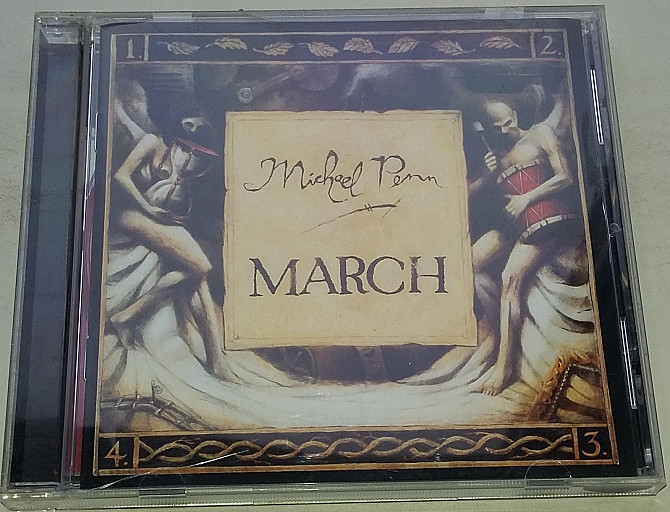 1. 2.
Michael Penn
MARCH
4. 3.